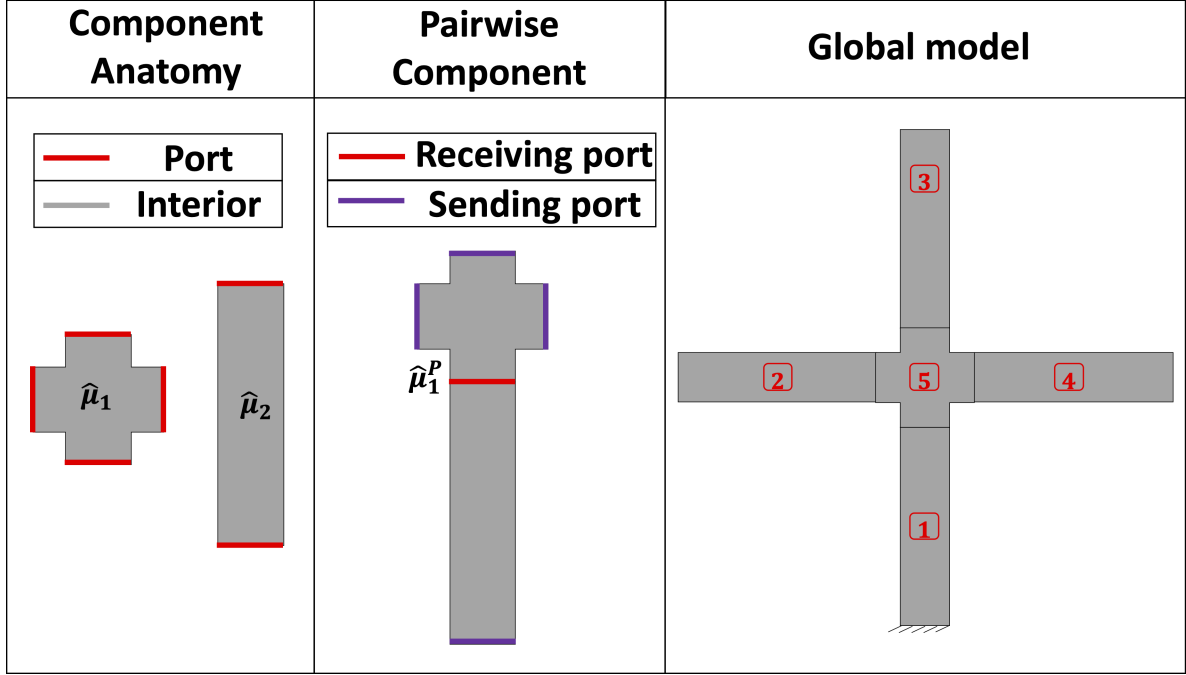 Component
Anatomy
Pairwise
Component
Global model
Port
Interior
Receiving port
Sending port
μ̂₁
μ̂₂
μ̂₁ᴾ
3
2
5
4
1